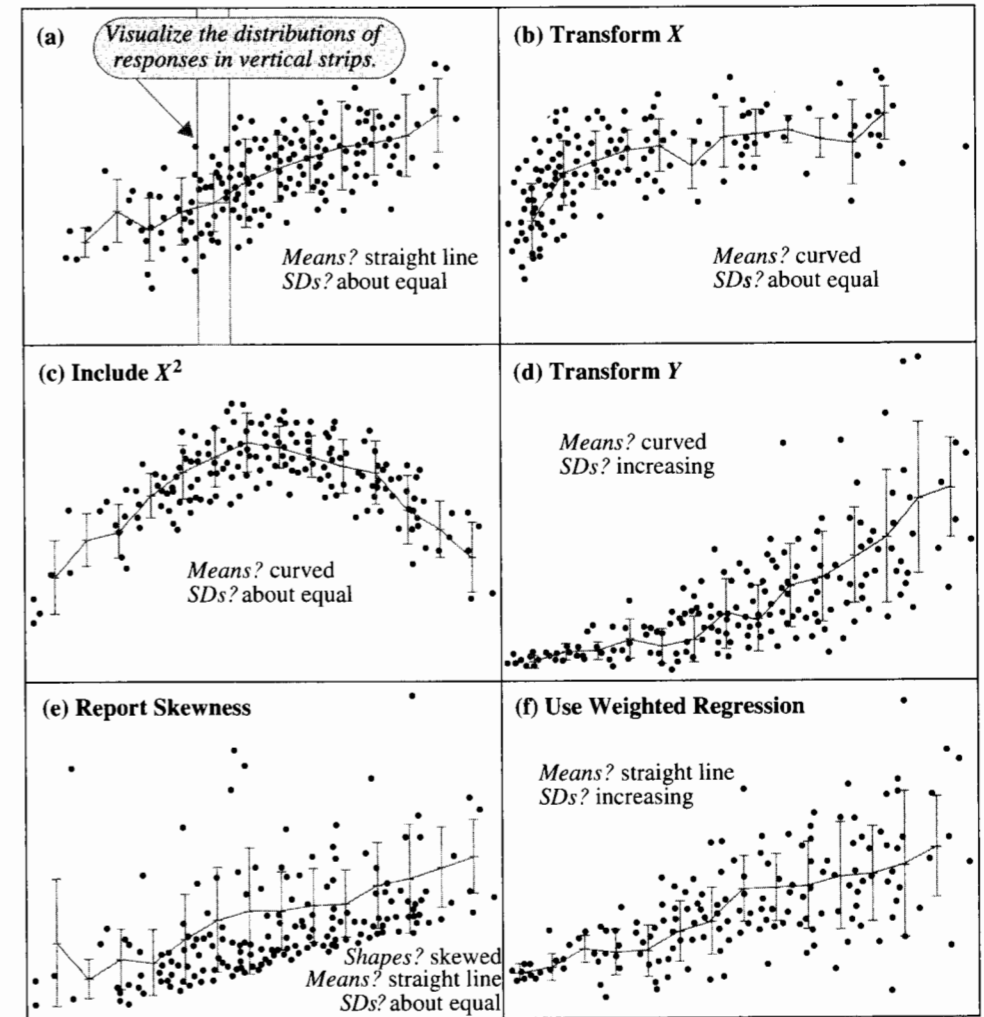 (a)
Visualize the distributions of
responses in vertical strips.
Means? straight line
SDs? about equal
(b) Transform X
Means? curved
SDs? about equal
(c) Include X²
Means? curved
SDs? about equal
(d) Transform Y
Means? curved
SDs? increasing
(e) Report Skewness
Shapes? skewed
Means? straight line
SDs? about equal
(f) Use Weighted Regression
Means? straight line
SDs? increasing